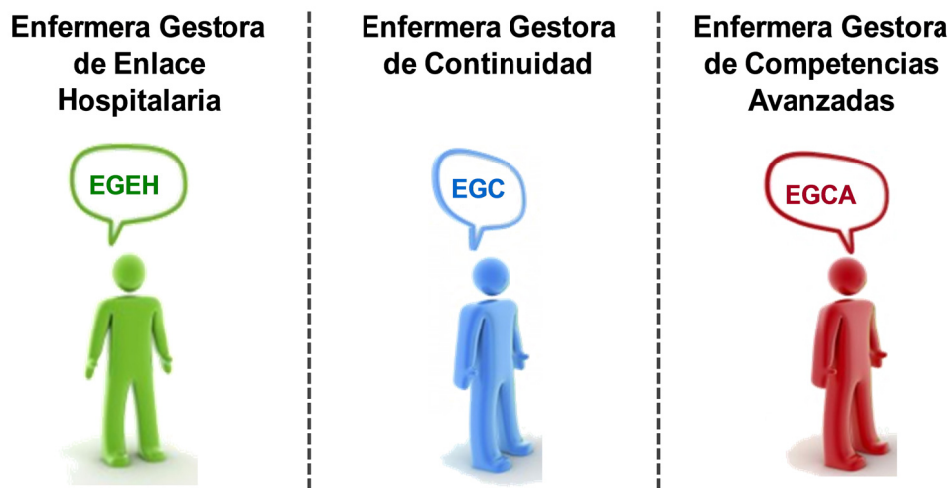 Enfermera Gestora
de Enlace
Hospitalaria
EGEH
Enfermera Gestora
de Continuidad
EGC
Enfermera Gestora
de Competencias
Avanzadas
EGCA